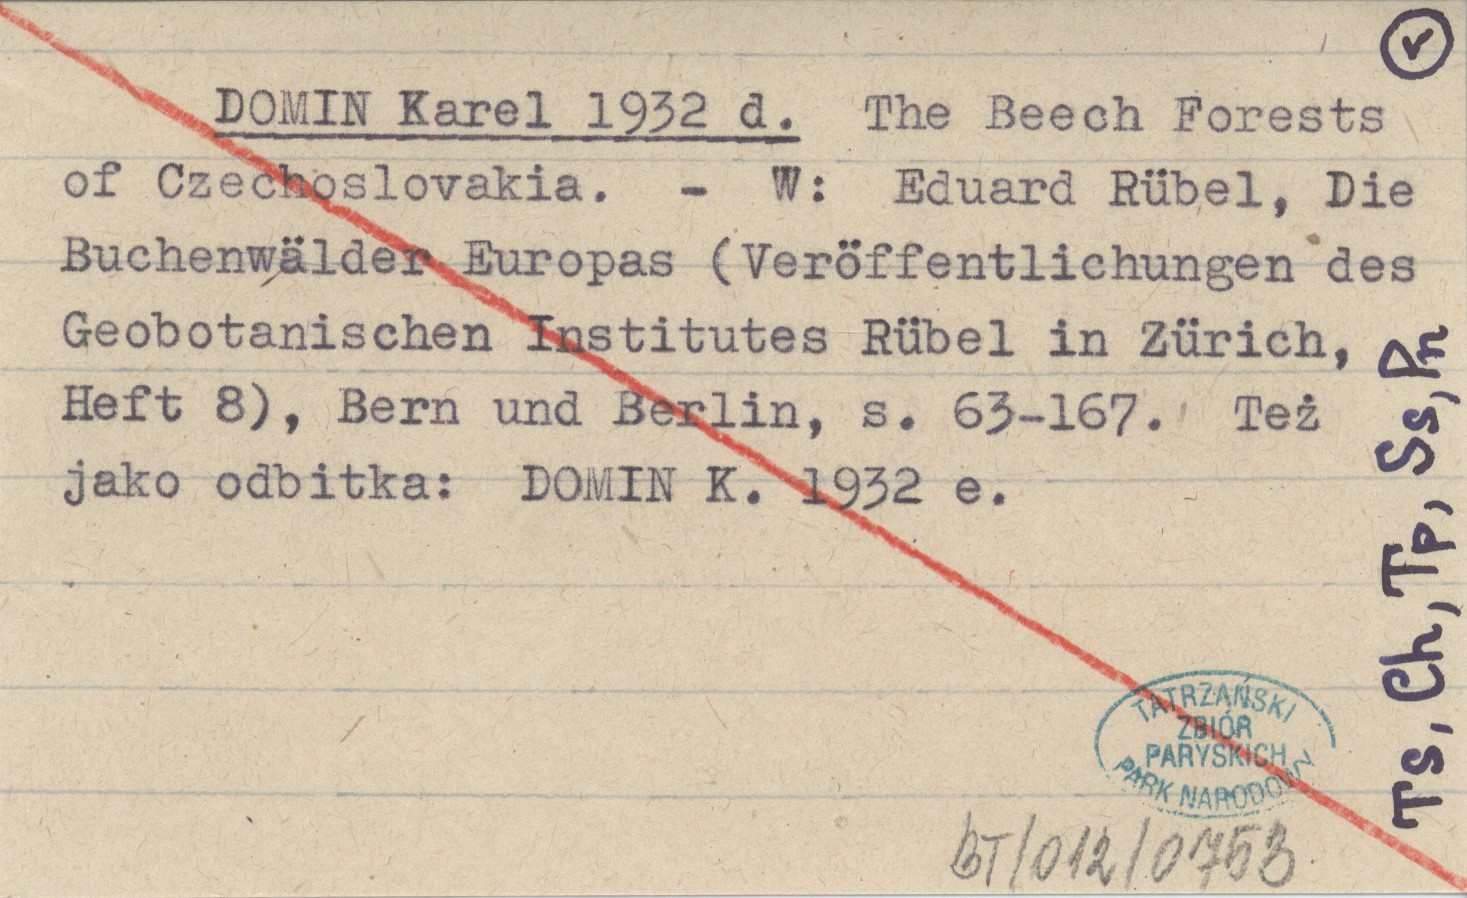 DOMIN Karel 1932 d. The Beech Forests
of Czechoslovakia. - W: Eduard Rübel, Die
Buchenwälder Europas (Veröffentlichungen des
Geobotanischen Institutes Rübel in Zürich,
Heft 8), Bern und Berlin, s. 63-167. Też
jako odbitka: DOMIN K. 1932 e.
Ts, Ch, Tp, Ss, Pn
TATRZAŃSKI
ZBIÓR
PARYSKICH
PARK NARODOWY
BT/012/0753